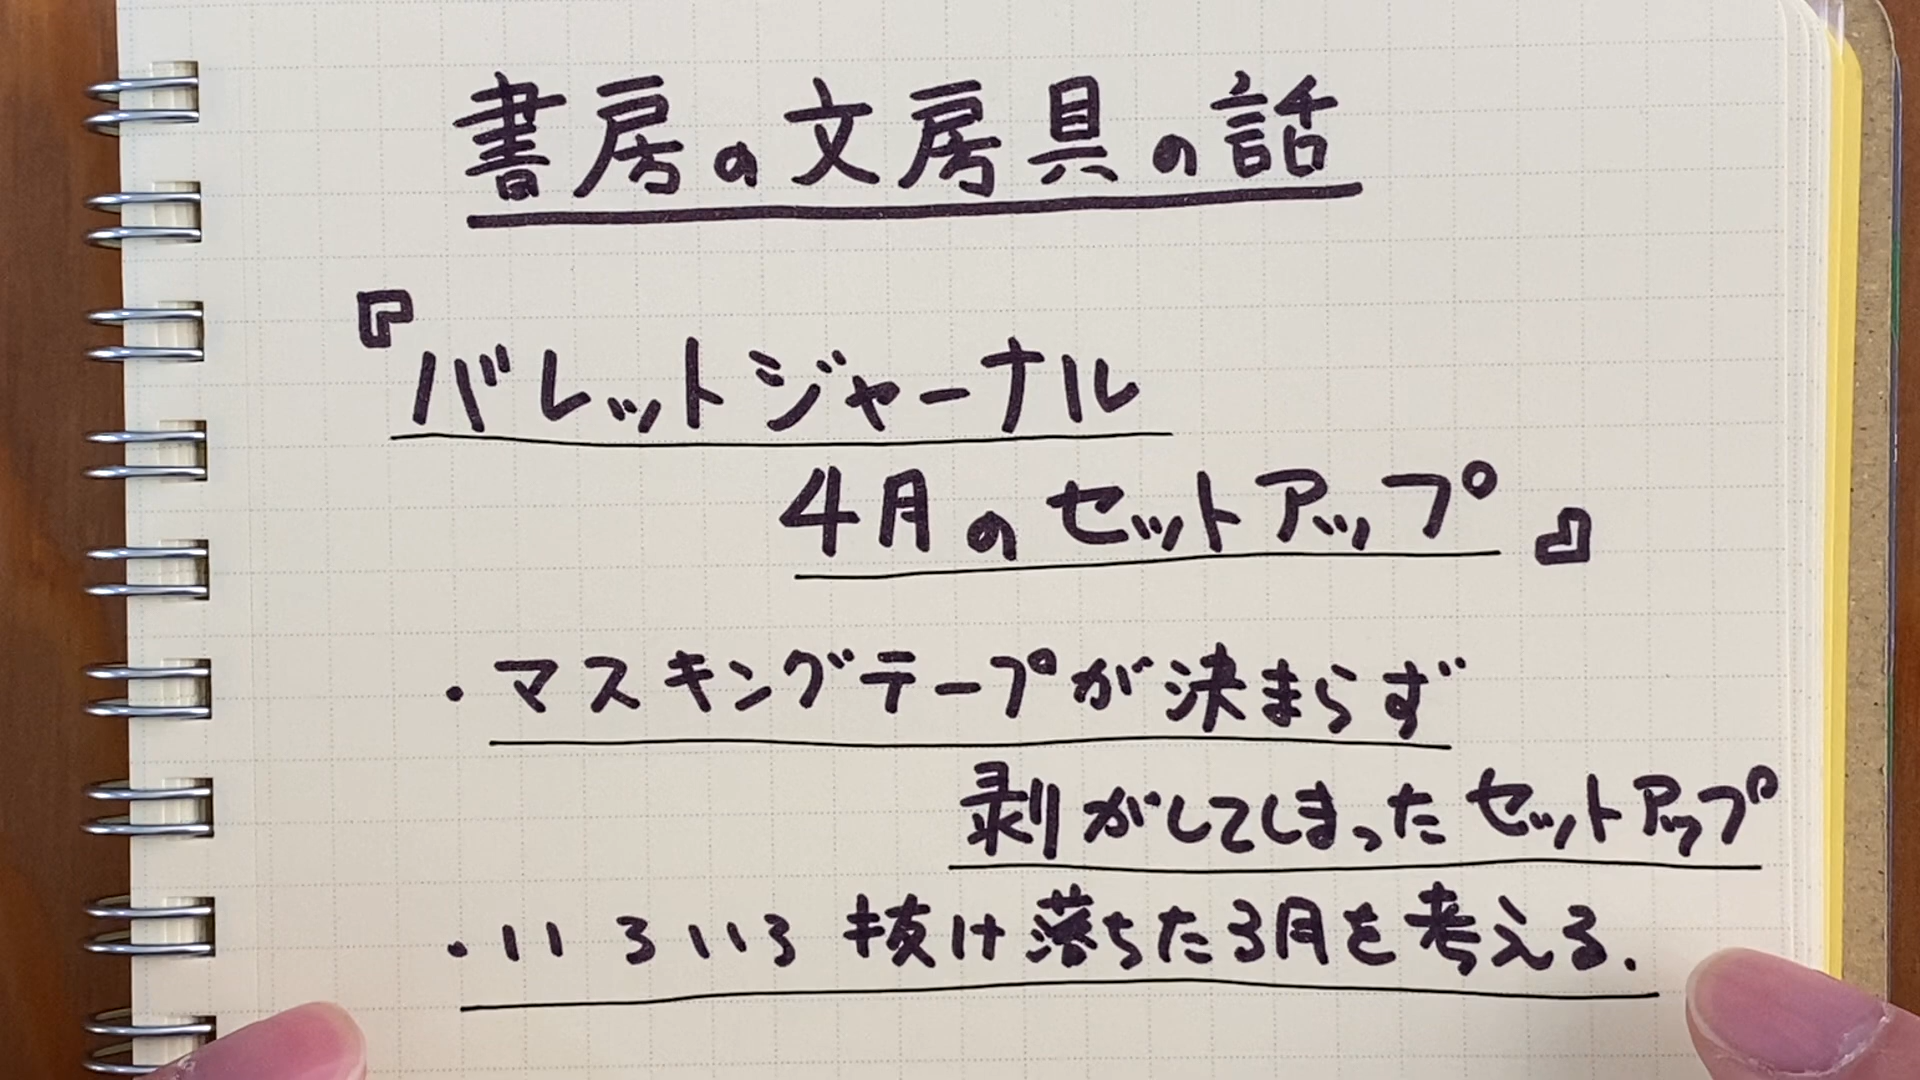 書房の文房具の話
『バレットジャーナル
4月のセットアップ』
・マスキングテープが決まらず
剥がしてしまったセットアップ
・いろいろ抜け落ちた3月を考える.